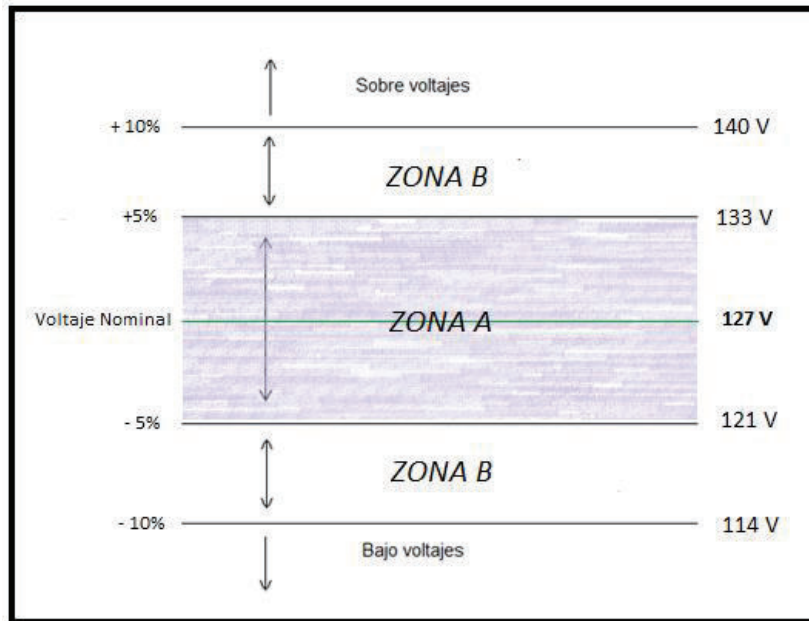 Sobre voltajes
+ 10% 140 V
ZONA B
+5% 133 V
Voltaje Nominal ZONA A 127 V
- 5% 121 V
ZONA B
- 10% 114 V
Bajo voltajes